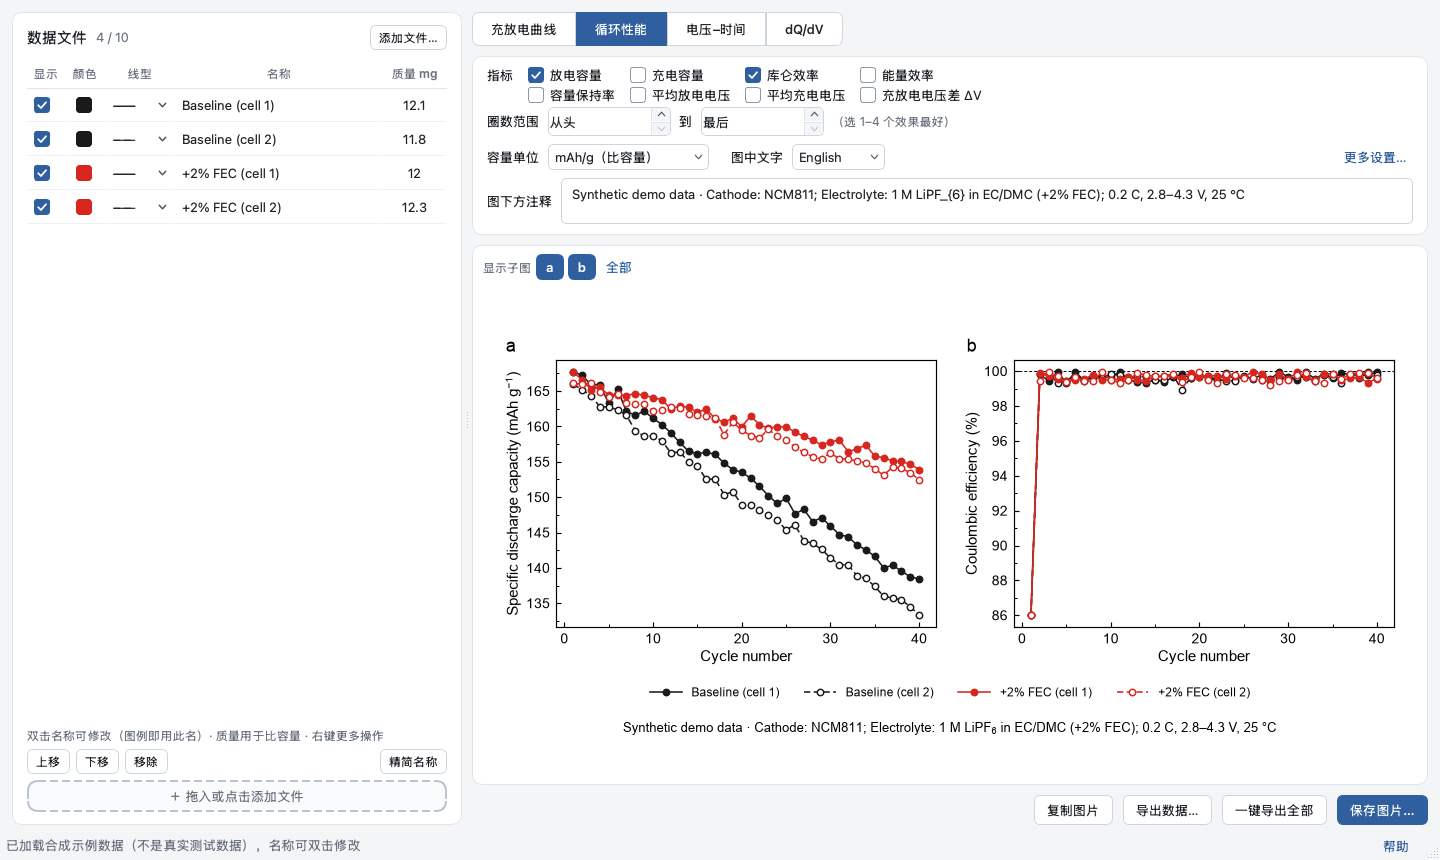 数据文件 4 / 10 添加文件...
显示 颜色 线型 名称 质量 mg
Baseline (cell 1) 12.1
Baseline (cell 2) 11.8
+2% FEC (cell 1) 12
+2% FEC (cell 2) 12.3
双击名称可修改（图例即用此名）· 质量用于比容量 · 右键更多操作
上移 下移 移除 精简名称
+ 拖入或点击添加文件
已加载合成示例数据（不是真实测试数据），名称可双击修改
充放电曲线 循环性能 电压–时间 dQ/dV
指标 放电容量 充电容量 库仑效率 能量效率
容量保持率 平均放电电压 平均充电电压 充放电电压差 ΔV
圈数范围 从头 到 最后 （选 1–4 个效果最好）
容量单位 mAh/g（比容量） 图中文字 English 更多设置...
图下方注释 Synthetic demo data · Cathode: NCM811; Electrolyte: 1 M LiPF_{6} in EC/DMC (+2% FEC); 0.2 C, 2.8–4.3 V, 25 °C
显示子图 a b 全部
a
Specific discharge capacity (mAh g⁻¹)
165
160
155
150
145
140
135
0 10 20 30 40
Cycle number
b
Coulombic efficiency (%)
100
98
96
94
92
90
88
86
0 10 20 30 40
Cycle number
Baseline (cell 1) Baseline (cell 2) +2% FEC (cell 1) +2% FEC (cell 2)
Synthetic demo data · Cathode: NCM811; Electrolyte: 1 M LiPF₆ in EC/DMC (+2% FEC); 0.2 C, 2.8–4.3 V, 25 °C
复制图片 导出数据... 一键导出全部 保存图片...
帮助